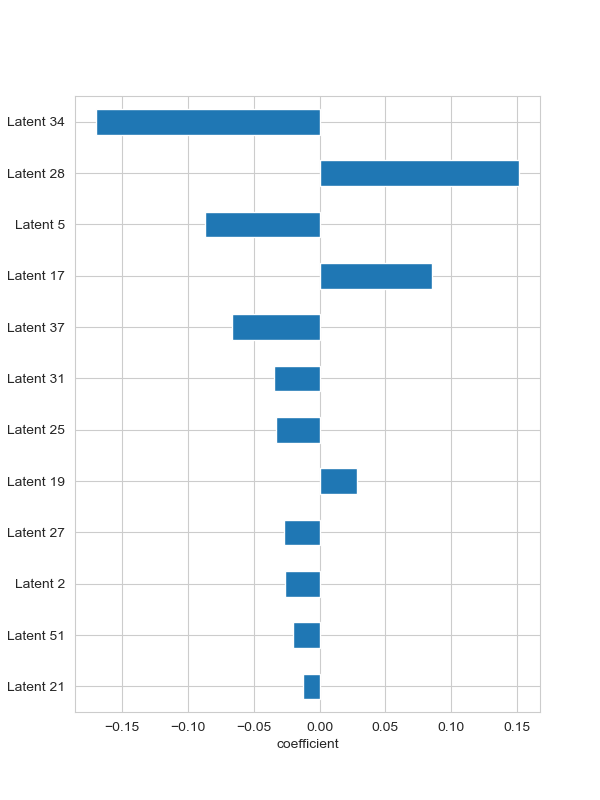 Latent 34
Latent 28
Latent 5
Latent 17
Latent 37
Latent 31
Latent 25
Latent 19
Latent 27
Latent 2
Latent 51
Latent 21
−0.15 −0.10 −0.05 0.00 0.05 0.10 0.15
coefficient